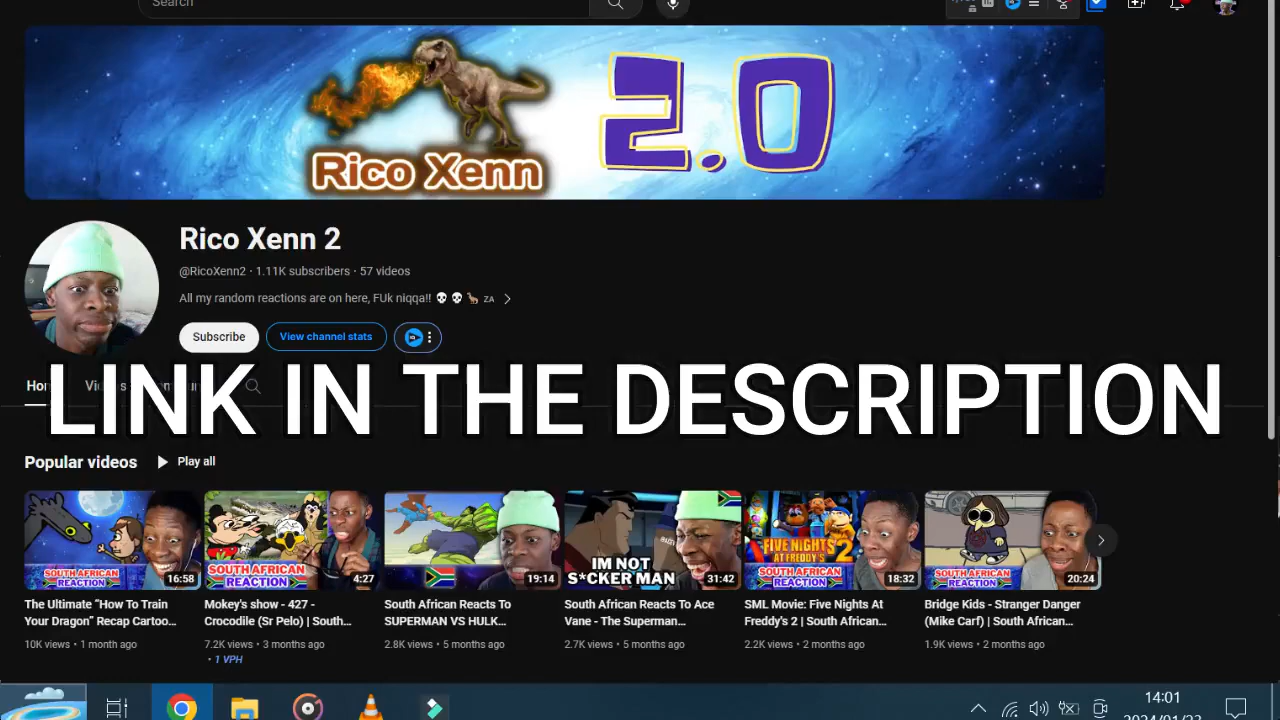 Search
Rico Xenn
2.0
Rico Xenn 2
@RicoXenn2 · 1.11K subscribers · 57 videos
All my random reactions are on here, FUk niqqa!! 💀 💀 🦙 ZA
Subscribe
View channel stats
LINK IN THE DESCRIPTION
Popular videos
Play all
SOUTH AFRICAN
REACTION
16:58
SOUTH AFRICAN
REACTION
4:27
19:14
IM NOT
S*CKER MAN
31:42
FIVE NIGHTS
AT FREDDY'S 2
SOUTH AFRICAN
REACTION
18:32
SOUTH AFRICAN
REACTION
20:24
The Ultimate "How To Train
Your Dragon" Recap Cartoo...
10K views • 1 month ago
Mokey's show - 427 -
Crocodile (Sr Pelo) | South...
7.2K views • 3 months ago
• 1 VPH
South African Reacts To
SUPERMAN VS HULK...
2.8K views • 5 months ago
South African Reacts To Ace
Vane - The Superman...
2.7K views • 5 months ago
SML Movie: Five Nights At
Freddy's 2 | South African...
2.2K views • 2 months ago
Bridge Kids - Stranger Danger
(Mike Carf) | South African...
1.9K views • 2 months ago
14:01